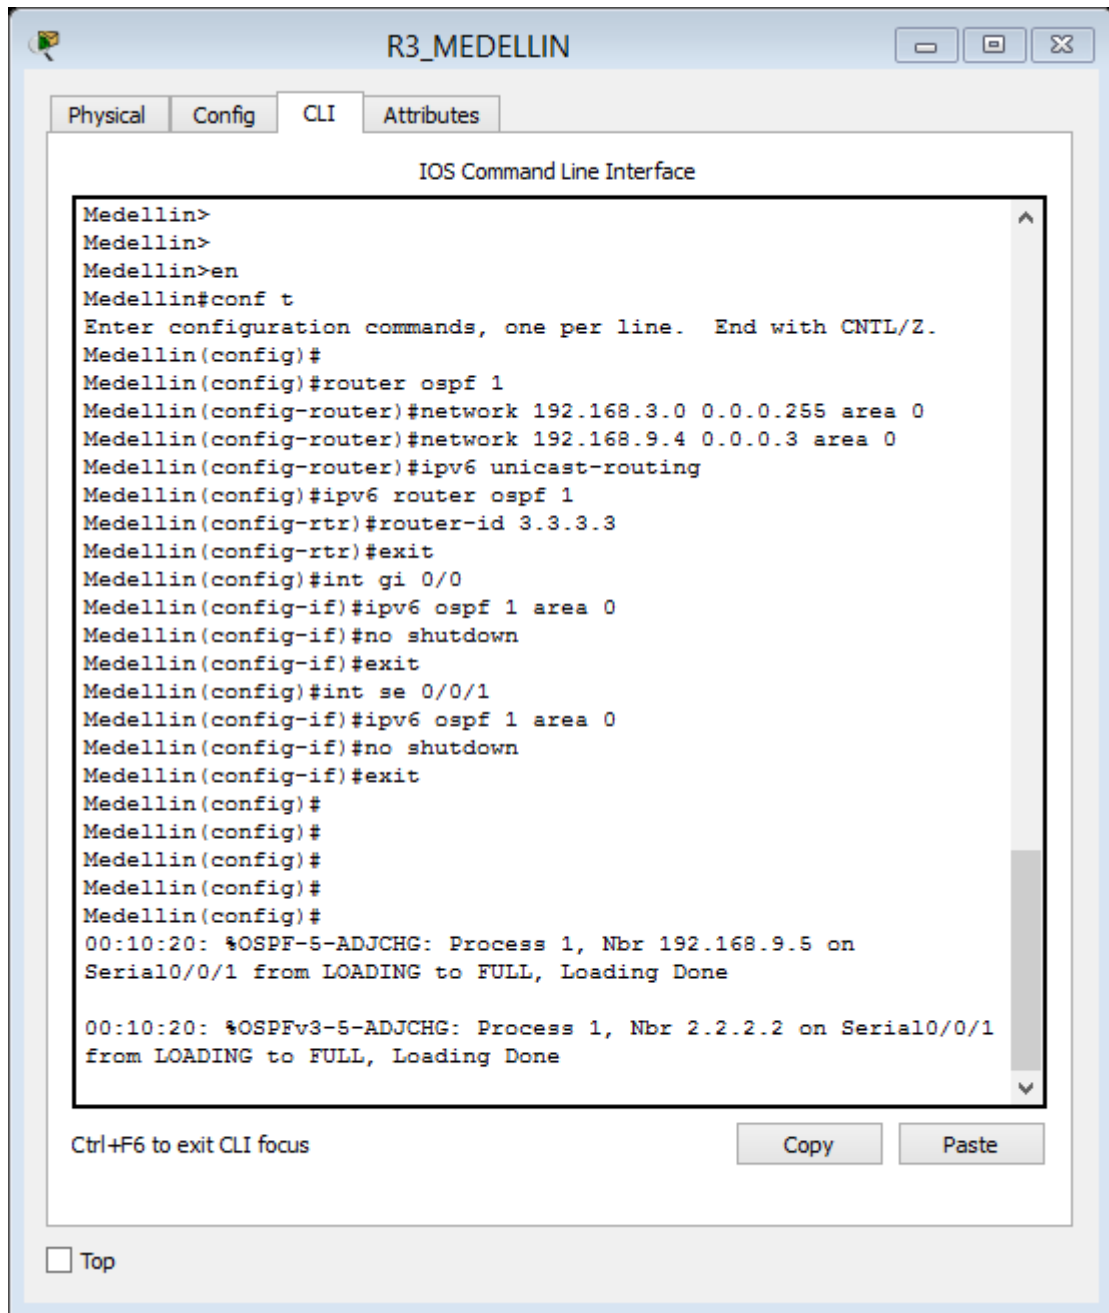 R3_MEDELLIN
Physical Config CLI Attributes
IOS Command Line Interface
Medellin>
Medellin>
Medellin>en
Medellin#conf t
Enter configuration commands, one per line.  End with CNTL/Z.
Medellin(config)#
Medellin(config)#router ospf 1
Medellin(config-router)#network 192.168.3.0 0.0.0.255 area 0
Medellin(config-router)#network 192.168.9.4 0.0.0.3 area 0
Medellin(config-router)#ipv6 unicast-routing
Medellin(config)#ipv6 router ospf 1
Medellin(config-rtr)#router-id 3.3.3.3
Medellin(config-rtr)#exit
Medellin(config)#int gi 0/0
Medellin(config-if)#ipv6 ospf 1 area 0
Medellin(config-if)#no shutdown
Medellin(config-if)#exit
Medellin(config)#int se 0/0/1
Medellin(config-if)#ipv6 ospf 1 area 0
Medellin(config-if)#no shutdown
Medellin(config-if)#exit
Medellin(config)#
Medellin(config)#
Medellin(config)#
Medellin(config)#
Medellin(config)#
00:10:20: %OSPF-5-ADJCHG: Process 1, Nbr 192.168.9.5 on
Serial0/0/1 from LOADING to FULL, Loading Done
00:10:20: %OSPFv3-5-ADJCHG: Process 1, Nbr 2.2.2.2 on Serial0/0/1
from LOADING to FULL, Loading Done
Ctrl+F6 to exit CLI focus
Copy Paste
Top